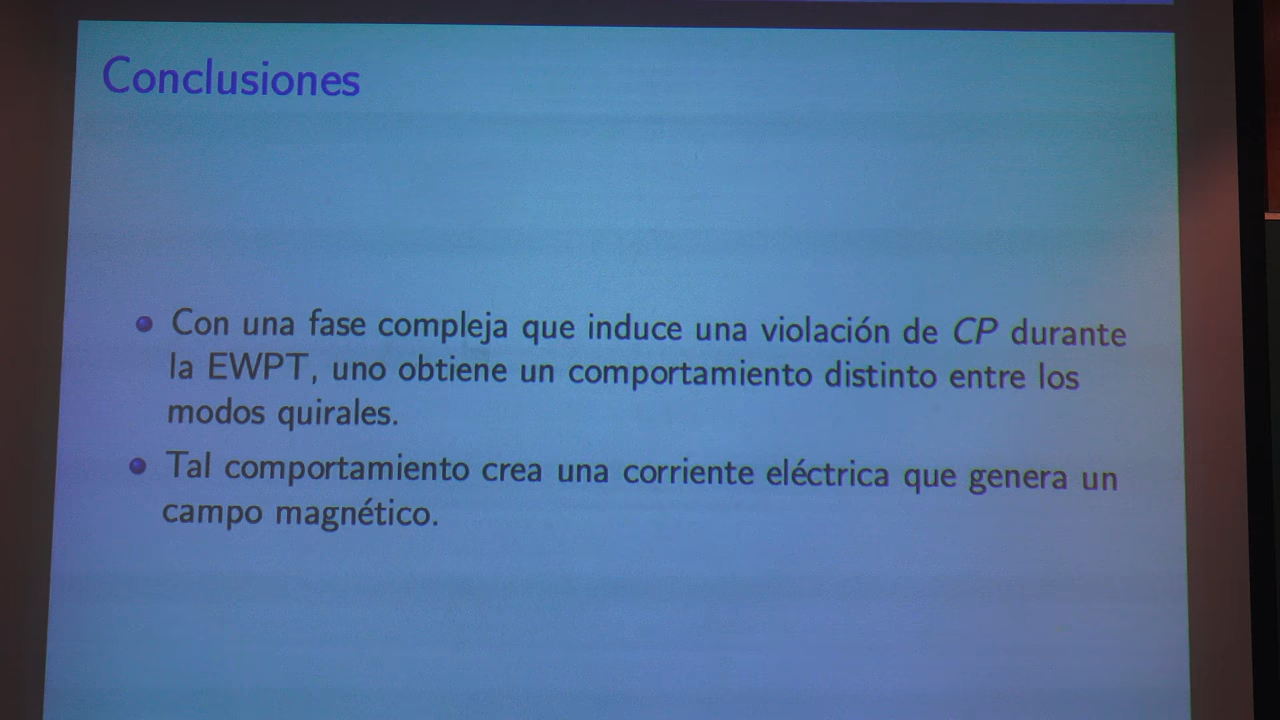 Conclusiones
Con una fase compleja que induce una violación de CP durante
la EWPT, uno obtiene un comportamiento distinto entre los
modos quirales.
Tal comportamiento crea una corriente eléctrica que genera un
campo magnético.